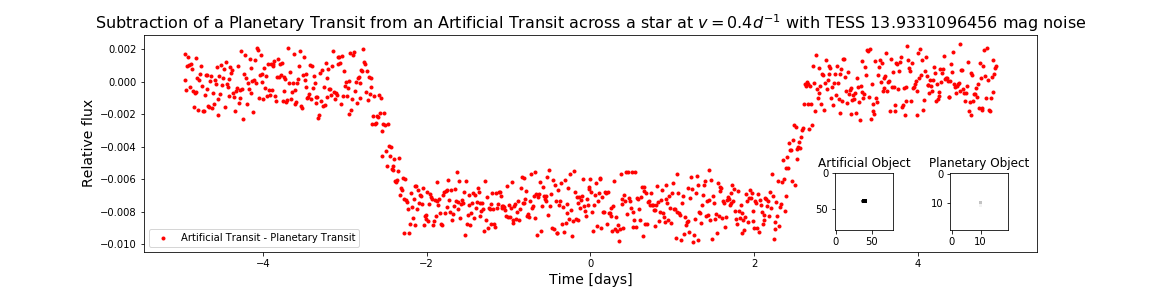 Subtraction of a Planetary Transit from an Artificial Transit across a star at v = 0.4d⁻¹ with TESS 13.9331096456 mag noise
Relative flux
0.002
0.000
−0.002
−0.004
−0.006
−0.008
−0.010
Artificial Transit - Planetary Transit
Artificial Object
0
50
0 50
Planetary Object
0
10
0 10
−4 −2 0 2 4
Time [days]